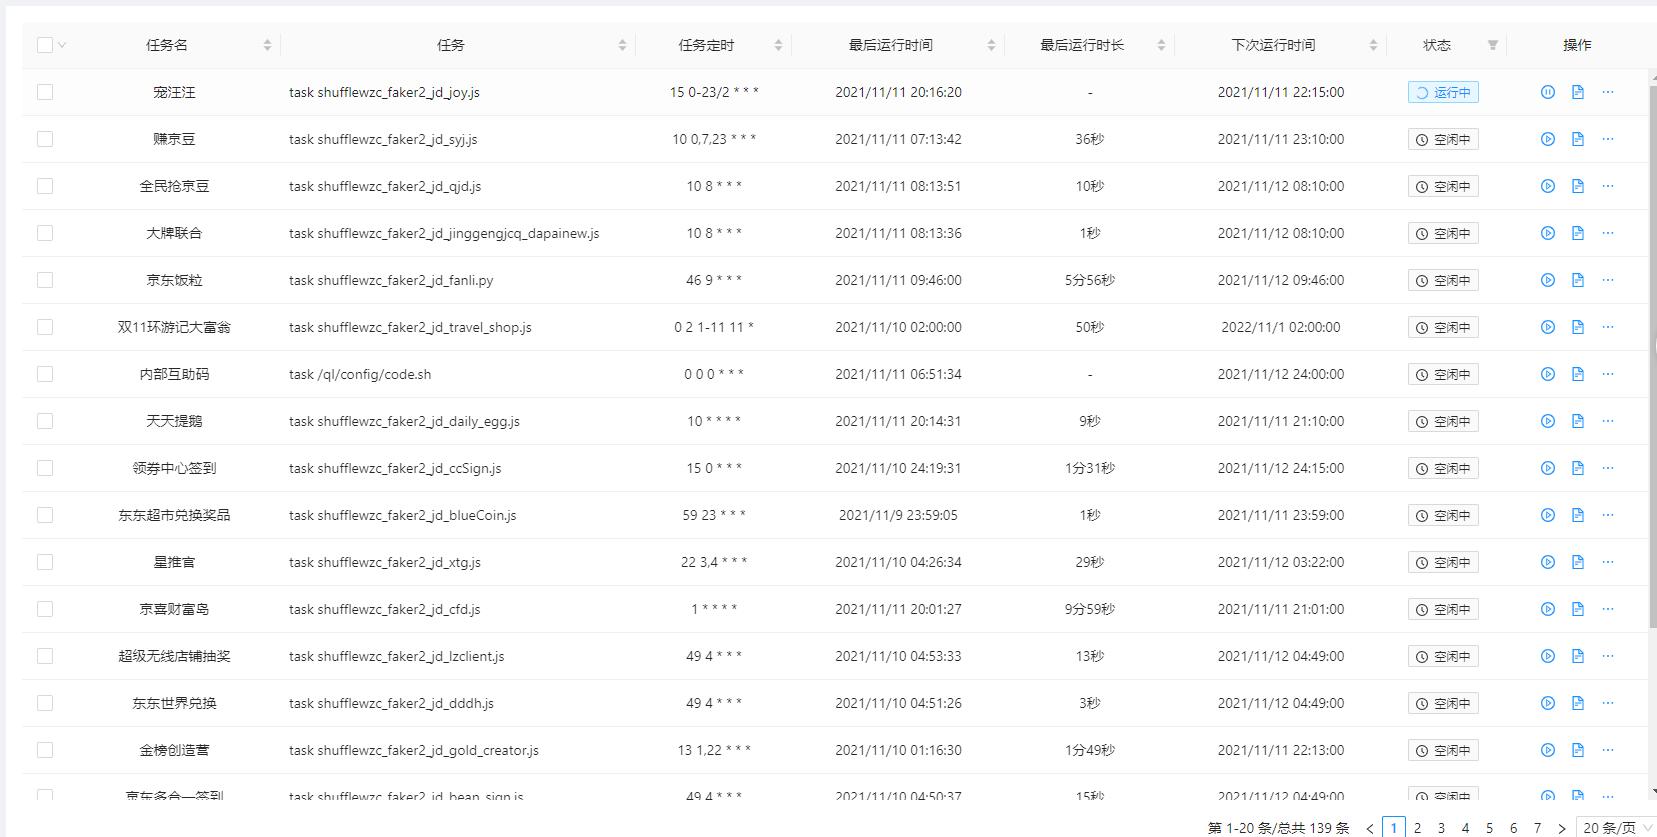 任务名 任务 任务定时 最后运行时间 最后运行时长 下次运行时间 状态 操作
宠汪汪 task shufflewzc_faker2_jd_joy.js 15 0-23/2 * * * 2021/11/11 20:16:20 - 2021/11/11 22:15:00 运行中
赚京豆 task shufflewzc_faker2_jd_syj.js 10 0,7,23 * * * 2021/11/11 07:13:42 36秒 2021/11/11 23:10:00 空闲中
全民抢京豆 task shufflewzc_faker2_jd_qjd.js 10 8 * * * 2021/11/11 08:13:51 10秒 2021/11/12 08:10:00 空闲中
大牌联合 task shufflewzc_faker2_jd_jinggengjcq_dapainew.js 10 8 * * * 2021/11/11 08:13:36 1秒 2021/11/12 08:10:00 空闲中
京东饭粒 task shufflewzc_faker2_jd_fanli.py 46 9 * * * 2021/11/11 09:46:00 5分56秒 2021/11/12 09:46:00 空闲中
双11环游记大富翁 task shufflewzc_faker2_jd_travel_shop.js 0 2 1-11 11 * 2021/11/10 02:00:00 50秒 2022/11/1 02:00:00 空闲中
内部互助码 task /ql/config/code.sh 0 0 0 * * * 2021/11/11 06:51:34 - 2021/11/12 24:00:00 空闲中
天天提鹅 task shufflewzc_faker2_jd_daily_egg.js 10 * * * * 2021/11/11 20:14:31 9秒 2021/11/11 21:10:00 空闲中
领券中心签到 task shufflewzc_faker2_jd_ccSign.js 15 0 * * * 2021/11/10 24:19:31 1分31秒 2021/11/12 24:15:00 空闲中
东东超市兑换奖品 task shufflewzc_faker2_jd_blueCoin.js 59 23 * * * 2021/11/9 23:59:05 1秒 2021/11/11 23:59:00 空闲中
星推官 task shufflewzc_faker2_jd_xtg.js 22 3,4 * * * 2021/11/10 04:26:34 29秒 2021/11/12 03:22:00 空闲中
京喜财富岛 task shufflewzc_faker2_jd_cfd.js 1 * * * * 2021/11/11 20:01:27 9分59秒 2021/11/11 21:01:00 空闲中
超级无线店铺抽奖 task shufflewzc_faker2_jd_lzclient.js 49 4 * * * 2021/11/10 04:53:33 13秒 2021/11/12 04:49:00 空闲中
东东世界兑换 task shufflewzc_faker2_jd_dddh.js 49 4 * * * 2021/11/10 04:51:26 3秒 2021/11/12 04:49:00 空闲中
金榜创造营 task shufflewzc_faker2_jd_gold_creator.js 13 1,22 * * * 2021/11/10 01:16:30 1分49秒 2021/11/11 22:13:00 空闲中
京东多合一签到 task shufflewzc_faker2_jd_bean_sign.js 49 4 * * * 2021/11/10 04:50:37 15秒 2021/11/12 04:49:00 空闲中
第 1-20 条/总共 139 条 < 1 2 3 4 5 6 7 > 20 条/页